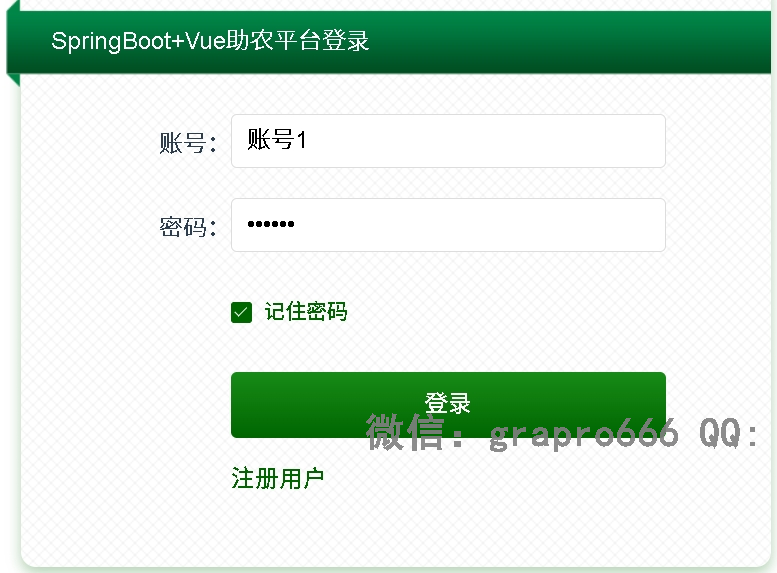 SpringBoot+Vue助农平台登录
账号：
账号1
密码：
••••••
记住密码
登录
微信：grapro666 QQ:
注册用户